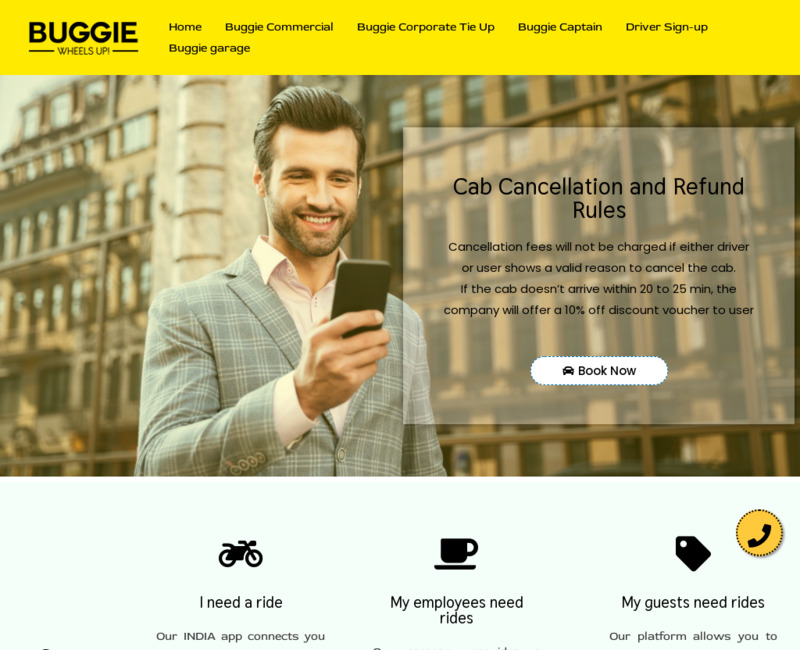 BUGGIE
WHEELS UP!
Home Buggie Commercial Buggie Corporate Tie Up Buggie Captain Driver Sign-up
Buggie garage
Cab Cancellation and Refund
Rules
Cancellation fees will not be charged if either driver
or user shows a valid reason to cancel the cab.
If the cab doesn't arrive within 20 to 25 min, the
company will offer a 10% off discount voucher to user
Book Now
I need a ride
My employees need
rides
My guests need rides
Our INDIA app connects you
Our platform allows you to